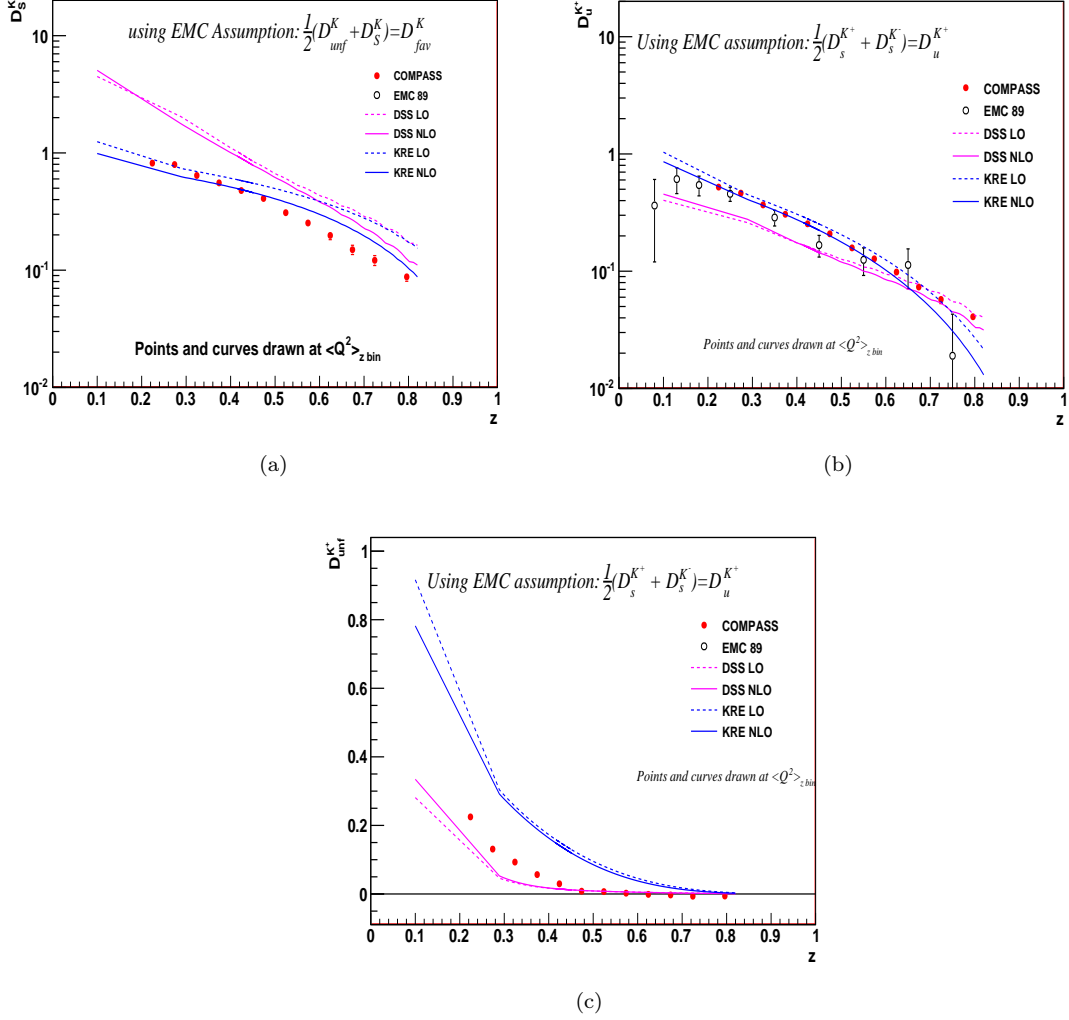 D_S^K
using EMC Assumption: 1/2(D_unf^K+D_S^K)=D_fav^K
10
COMPASS
EMC 89
DSS LO
DSS NLO
1
KRE LO
KRE NLO
10^-1
Points and curves drawn at <Q^2>_z bin
10^-2
0 0.1 0.2 0.3 0.4 0.5 0.6 0.7 0.8 0.9 1
z
(a)
D_u^K+
Using EMC assumption: 1/2(D_s^K+ + D_s^K-)=D_u^K+
10
COMPASS
EMC 89
DSS LO
DSS NLO
1
KRE LO
KRE NLO
10^-1
Points and curves drawn at <Q^2>_z bin
10^-2
0 0.1 0.2 0.3 0.4 0.5 0.6 0.7 0.8 0.9 1
z
(b)
D_unf^K+
1
Using EMC assumption: 1/2(D_s^K+ + D_s^K-)=D_u^K+
0.8
COMPASS
EMC 89
DSS LO
0.6
DSS NLO
KRE LO
KRE NLO
0.4
Points and curves drawn at <Q^2>_z bin
0.2
0
0 0.1 0.2 0.3 0.4 0.5 0.6 0.7 0.8 0.9 1
z
(c)